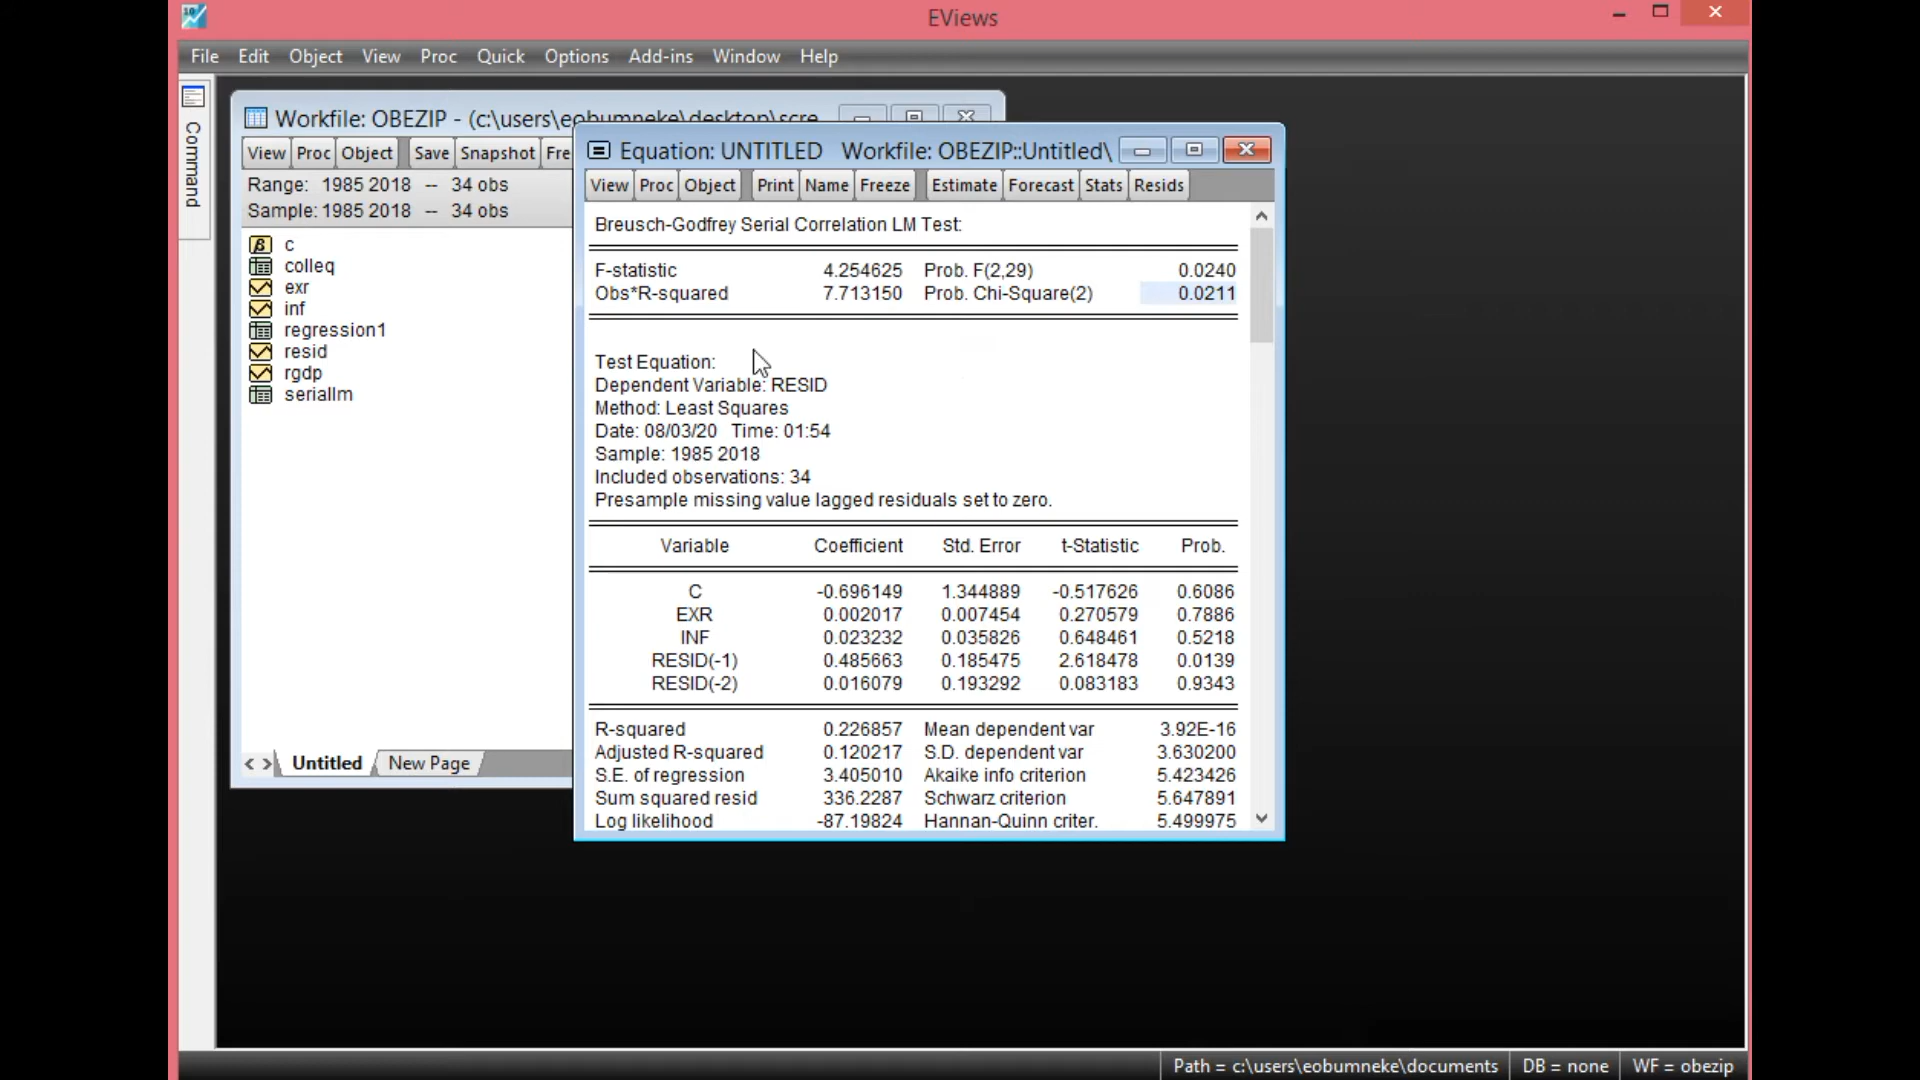 10
EViews
File Edit Object View Proc Quick Options Add-ins Window Help
Command
Workfile: OBEZIP - (c:\users\eobumneke\desktop\scre
View Proc Object Save Snapshot Fre
Range: 1985 2018 -- 34 obs
Sample: 1985 2018 -- 34 obs
c
colleq
exr
inf
regression1
resid
rgdp
seriallm
Untitled New Page
Equation: UNTITLED Workfile: OBEZIP::Untitled\
View Proc Object Print Name Freeze Estimate Forecast Stats Resids
Breusch-Godfrey Serial Correlation LM Test:
F-statistic 4.254625 Prob. F(2,29) 0.0240
Obs*R-squared 7.713150 Prob. Chi-Square(2) 0.0211
Test Equation:
Dependent Variable: RESID
Method: Least Squares
Date: 08/03/20 Time: 01:54
Sample: 1985 2018
Included observations: 34
Presample missing value lagged residuals set to zero.
Variable Coefficient Std. Error t-Statistic Prob.
C -0.696149 1.344889 -0.517626 0.6086
EXR 0.002017 0.007454 0.270579 0.7886
INF 0.023232 0.035826 0.648461 0.5218
RESID(-1) 0.485663 0.185475 2.618478 0.0139
RESID(-2) 0.016079 0.193292 0.083183 0.9343
R-squared 0.226857 Mean dependent var 3.92E-16
Adjusted R-squared 0.120217 S.D. dependent var 3.630200
S.E. of regression 3.405010 Akaike info criterion 5.423426
Sum squared resid 336.2287 Schwarz criterion 5.647891
Log likelihood -87.19824 Hannan-Quinn criter. 5.499975
Path = c:\users\eobumneke\documents DB = none WF = obezip